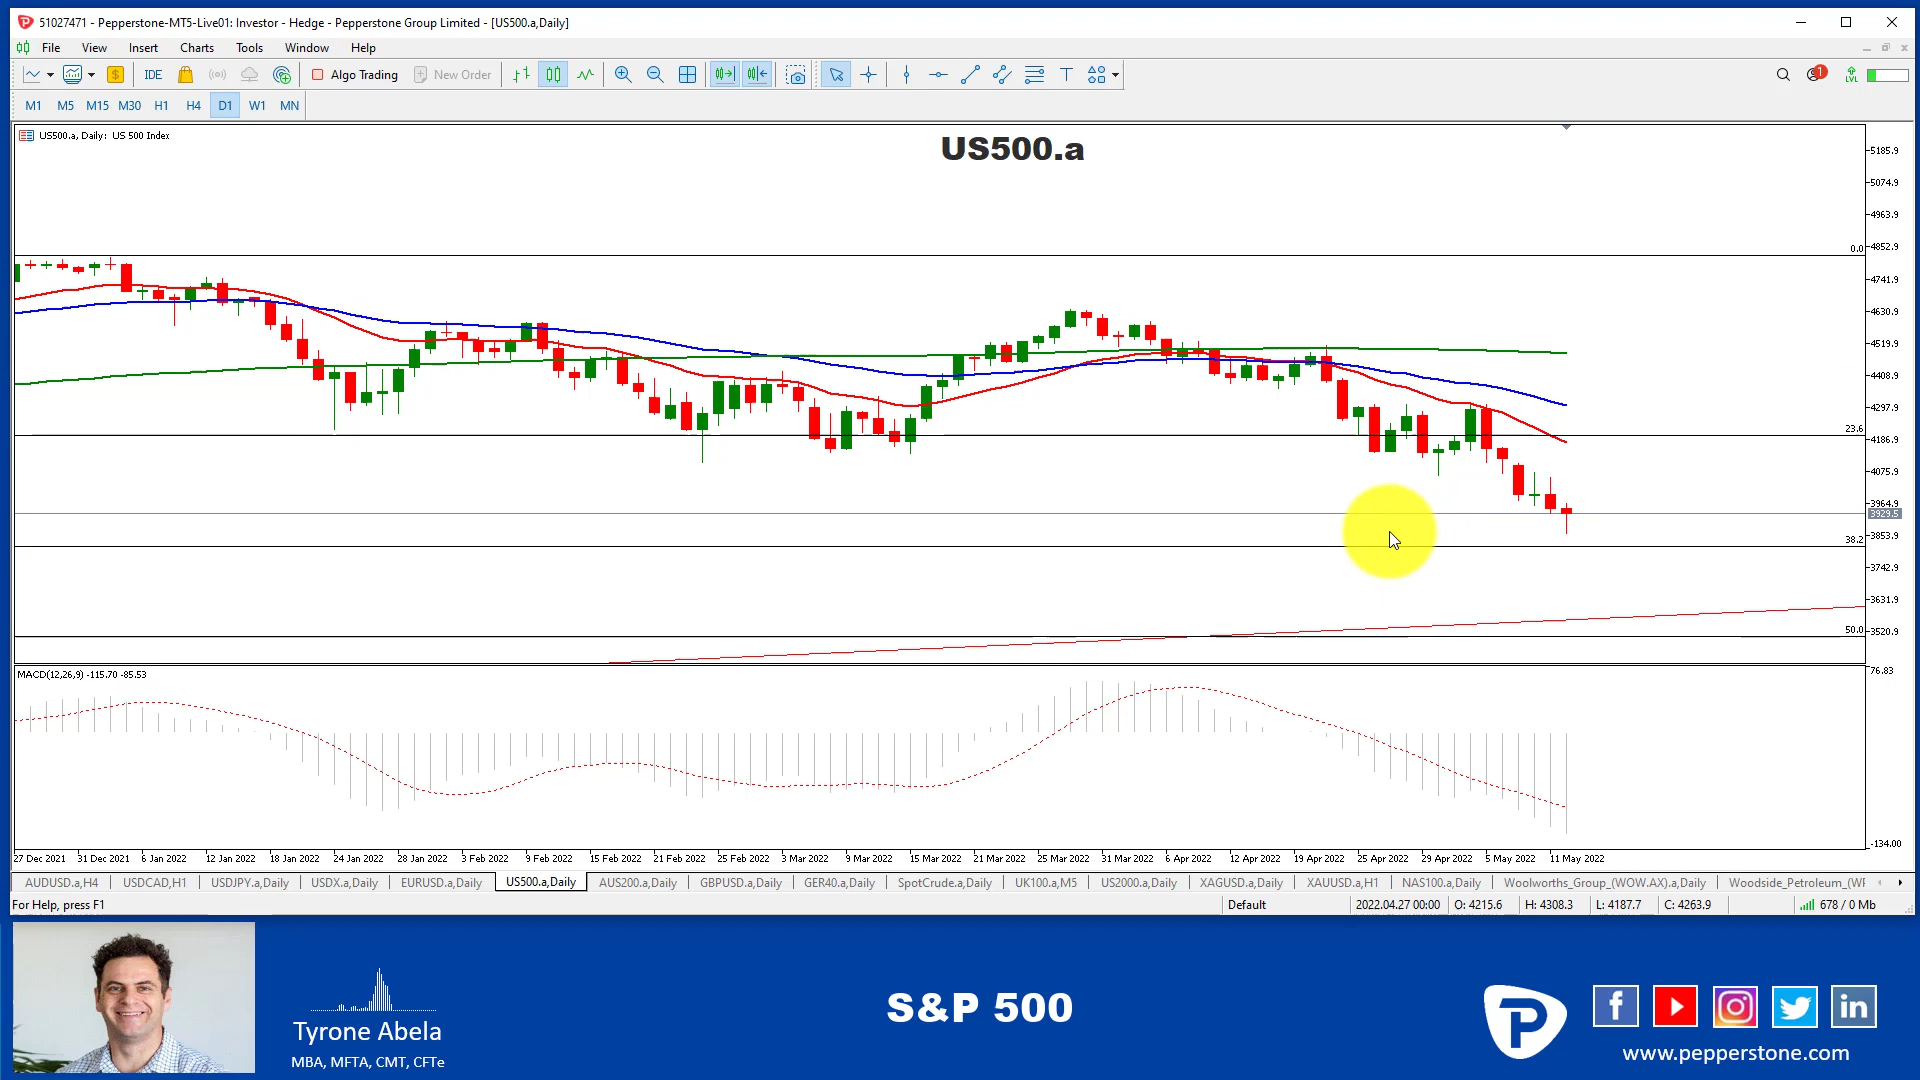 51027471 - Pepperstone-MT5-Live01: Investor - Hedge - Pepperstone Group Limited - [US500.a,Daily]
File View Insert Charts Tools Window Help
IDE Algo Trading New Order 1 LVL
M1 M5 M15 M30 H1 H4 D1 W1 MN
US500.a, Daily: US 500 Index
US500.a
5185.9
5074.9
4963.9
0.0
4852.9
4741.9
4630.9
4519.9
4408.9
4297.9
23.6
4186.9
4075.9
3964.9
3929.5
38.2
3853.9
3742.9
3631.9
50.0
3520.9
MACD(12,26,9) -115.70 -85.53
76.83
-134.00
27 Dec 2021 31 Dec 2021 6 Jan 2022 12 Jan 2022 18 Jan 2022 24 Jan 2022 28 Jan 2022 3 Feb 2022 9 Feb 2022 15 Feb 2022 21 Feb 2022 25 Feb 2022 3 Mar 2022 9 Mar 2022 15 Mar 2022 21 Mar 2022 25 Mar 2022 31 Mar 2022 6 Apr 2022 12 Apr 2022 19 Apr 2022 25 Apr 2022 29 Apr 2022 5 May 2022 11 May 2022
AUDUSD.a,H4 USDCAD,H1 USDJPY.a,Daily USDX.a,Daily EURUSD.a,Daily US500.a,Daily AUS200.a,Daily GBPUSD.a,Daily GER40.a,Daily SpotCrude.a,Daily UK100.a,M5 US2000.a,Daily XAGUSD.a,Daily XAUUSD.a,H1 NAS100.a,Daily Woolworths_Group_(WOW.AX).a,Daily Woodside_Petroleum_(WP
For Help, press F1 Default 2022.04.27 00:00 O: 4215.6 H: 4308.3 L: 4187.7 C: 4263.9 678 / 0 Mb
Tyrone Abela
MBA, MFTA, CMT, CFTe
S&P 500
www.pepperstone.com